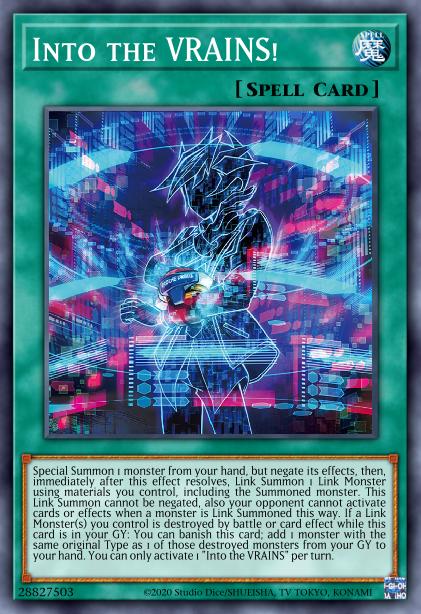 INTO THE VRAINS!
SPELL
魔
[ SPELL CARD ]
Special Summon 1 monster from your hand, but negate its effects, then,
immediately after this effect resolves, Link Summon 1 Link Monster
using materials you control, including the Summoned monster. This
Link Summon cannot be negated, also your opponent cannot activate
cards or effects when a monster is Link Summoned this way. If a Link
Monster(s) you control is destroyed by battle or card effect while this
card is in your GY: You can banish this card; add 1 monster with the
same original Type as 1 of those destroyed monsters from your GY to
your hand. You can only activate 1 "Into the VRAINS!" per turn.
28827503
©2020 Studio Dice/SHUEISHA, TV TOKYO, KONAMI